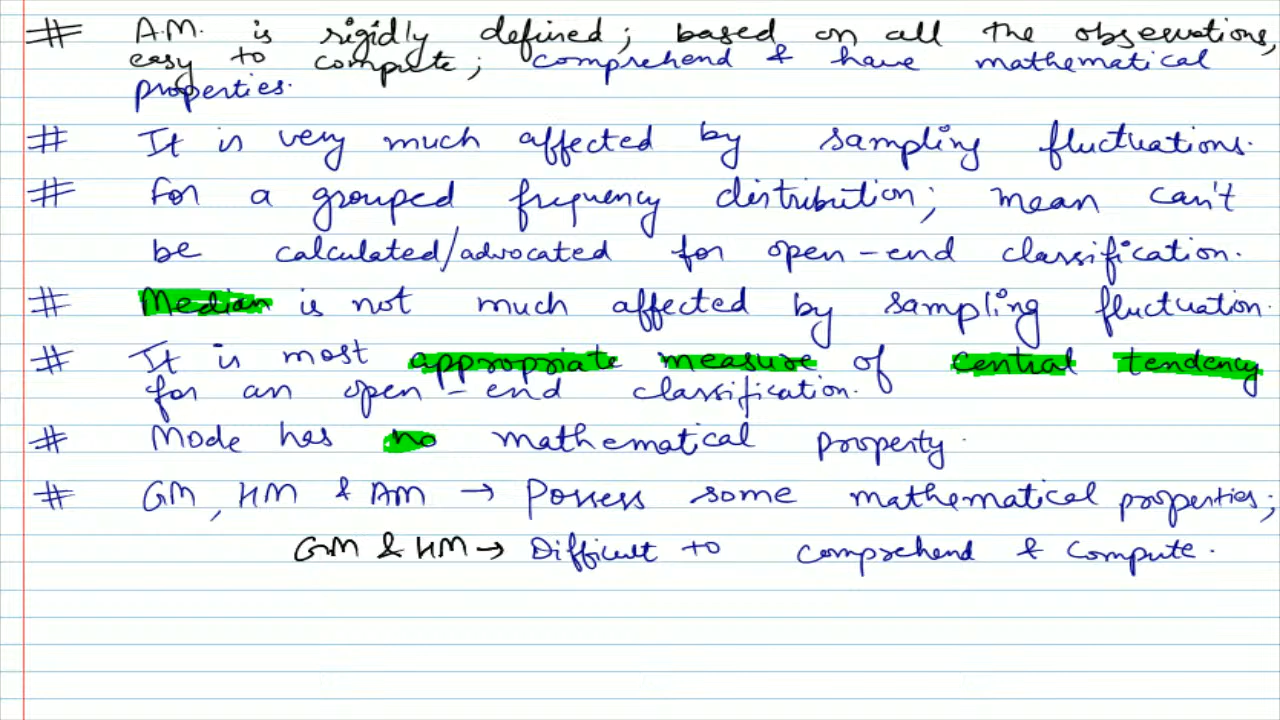 # A.M. is rigidly defined; based on all the observations,
easy to compute; comprehend & have mathematical
properties.
# It is very much affected by sampling fluctuations.
# For a grouped frequency distribution; mean can't
be calculated/advocated for open-end classification.
# Median is not much affected by sampling fluctuation.
# It is most appropriate measure of central tendency
for an open-end classification.
# Mode has no mathematical property.
# GM, HM & AM → Possess some mathematical properties;
GM & HM → Difficult to comprehend & compute.